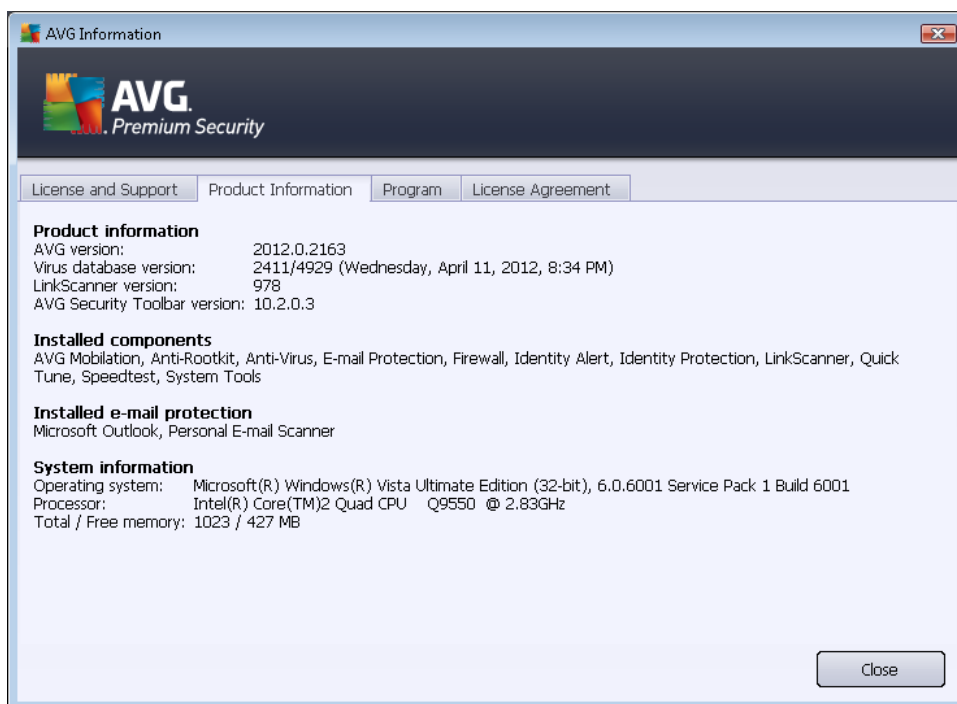 AVG Information
AVG.
Premium Security
License and Support
Product Information
Program
License Agreement
Product information
AVG version: 2012.0.2163
Virus database version: 2411/4929 (Wednesday, April 11, 2012, 8:34 PM)
LinkScanner version: 978
AVG Security Toolbar version: 10.2.0.3
Installed components
AVG Mobilation, Anti-Rootkit, Anti-Virus, E-mail Protection, Firewall, Identity Alert, Identity Protection, LinkScanner, Quick
Tune, Speedtest, System Tools
Installed e-mail protection
Microsoft Outlook, Personal E-mail Scanner
System information
Operating system: Microsoft(R) Windows(R) Vista Ultimate Edition (32-bit), 6.0.6001 Service Pack 1 Build 6001
Processor: Intel(R) Core(TM)2 Quad CPU Q9550 @ 2.83GHz
Total / Free memory: 1023 / 427 MB
Close